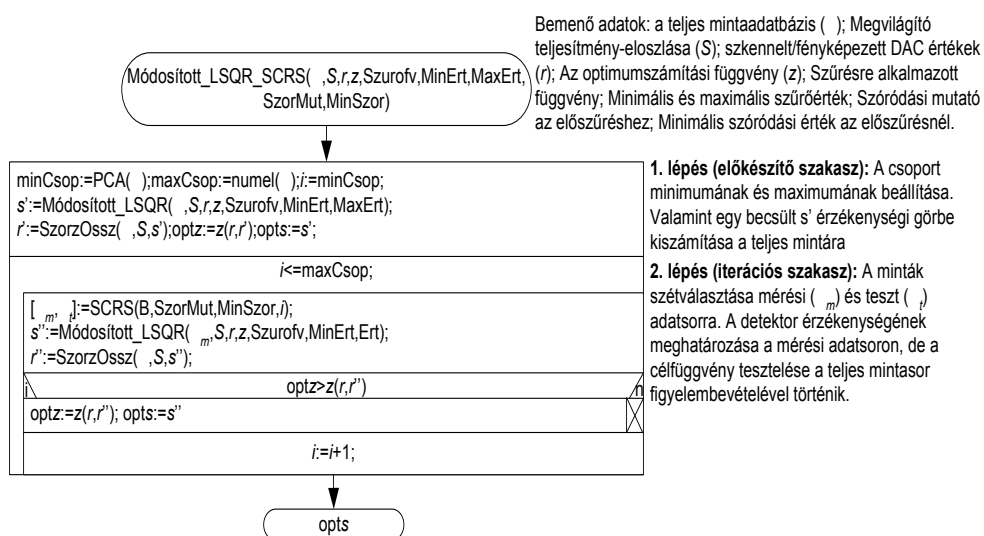 Bemenő adatok: a teljes mintaadatbázis ( ); Megvilágító
teljesítmény-eloszlása (S); szkennelt/fényképezett DAC értékek
(r); Az optimumszámítási függvény (z); Szűrésre alkalmazott
függvény; Minimális és maximális szűrőérték; Szóródási mutató
az előszűréshez; Minimális szóródási érték az előszűrésnél.
Módosított_LSQR_SCRS( ,S,r,z,Szurofv,MinErt,MaxErt,
SzorMut,MinSzor)
minCsop:=PCA( );maxCsop:=numel( );i:=minCsop;
s':=Módosított_LSQR( ,S,r,z,Szurofv,MinErt,MaxErt);
r':=SzorzOssz( ,S,s');optz:=z(r,r');opts:=s';
1. lépés (előkészítő szakasz): A csoport
minimumának és maximumának beállítása.
Valamint egy becsült s' érzékenységi görbe
kiszámítása a teljes mintára
i<=maxCsop;
[ m, t]:=SCRS(B,SzorMut,MinSzor,i);
s'':=Módosított_LSQR( m,S,r,z,Szurofv,MinErt,Ert);
r'':=SzorzOssz( ,S,s'');
2. lépés (iterációs szakasz): A minták
szétválasztása mérési ( m) és teszt ( t)
adatsorra. A detektor érzékenységének
meghatározása a mérési adatsoron, de a
célfüggvény tesztelése a teljes mintasor
figyelembevételével történik.
i optz>z(r,r'') n
optz:=z(r,r''); opts:=s''
i:=i+1;
opts